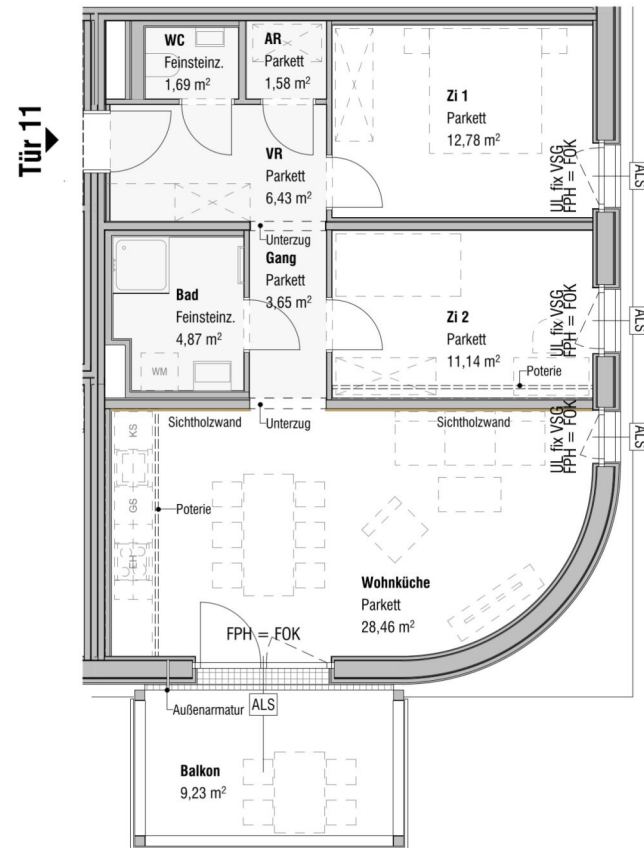 Tür 11
WC
Feinsteinz.
1,69 m²
AR
Parkett
1,58 m²
Zi 1
Parkett
12,78 m²
VR
Parkett
6,43 m²
UL fix VSG
FPH = FOK
ALS
Unterzug
Gang
Parkett
3,65 m²
Bad
Feinsteinz.
4,87 m²
WM
Zi 2
Parkett
11,14 m²
UL fix VSG
FPH = FOK
ALS
Poterie
Sichtholzwand
Unterzug
Sichtholzwand
UL fix VSG
FPH = FOK
ALS
KS
GS
EH
Poterie
Wohnküche
Parkett
28,46 m²
FPH = FOK
Außenarmatur
ALS
Balkon
9,23 m²